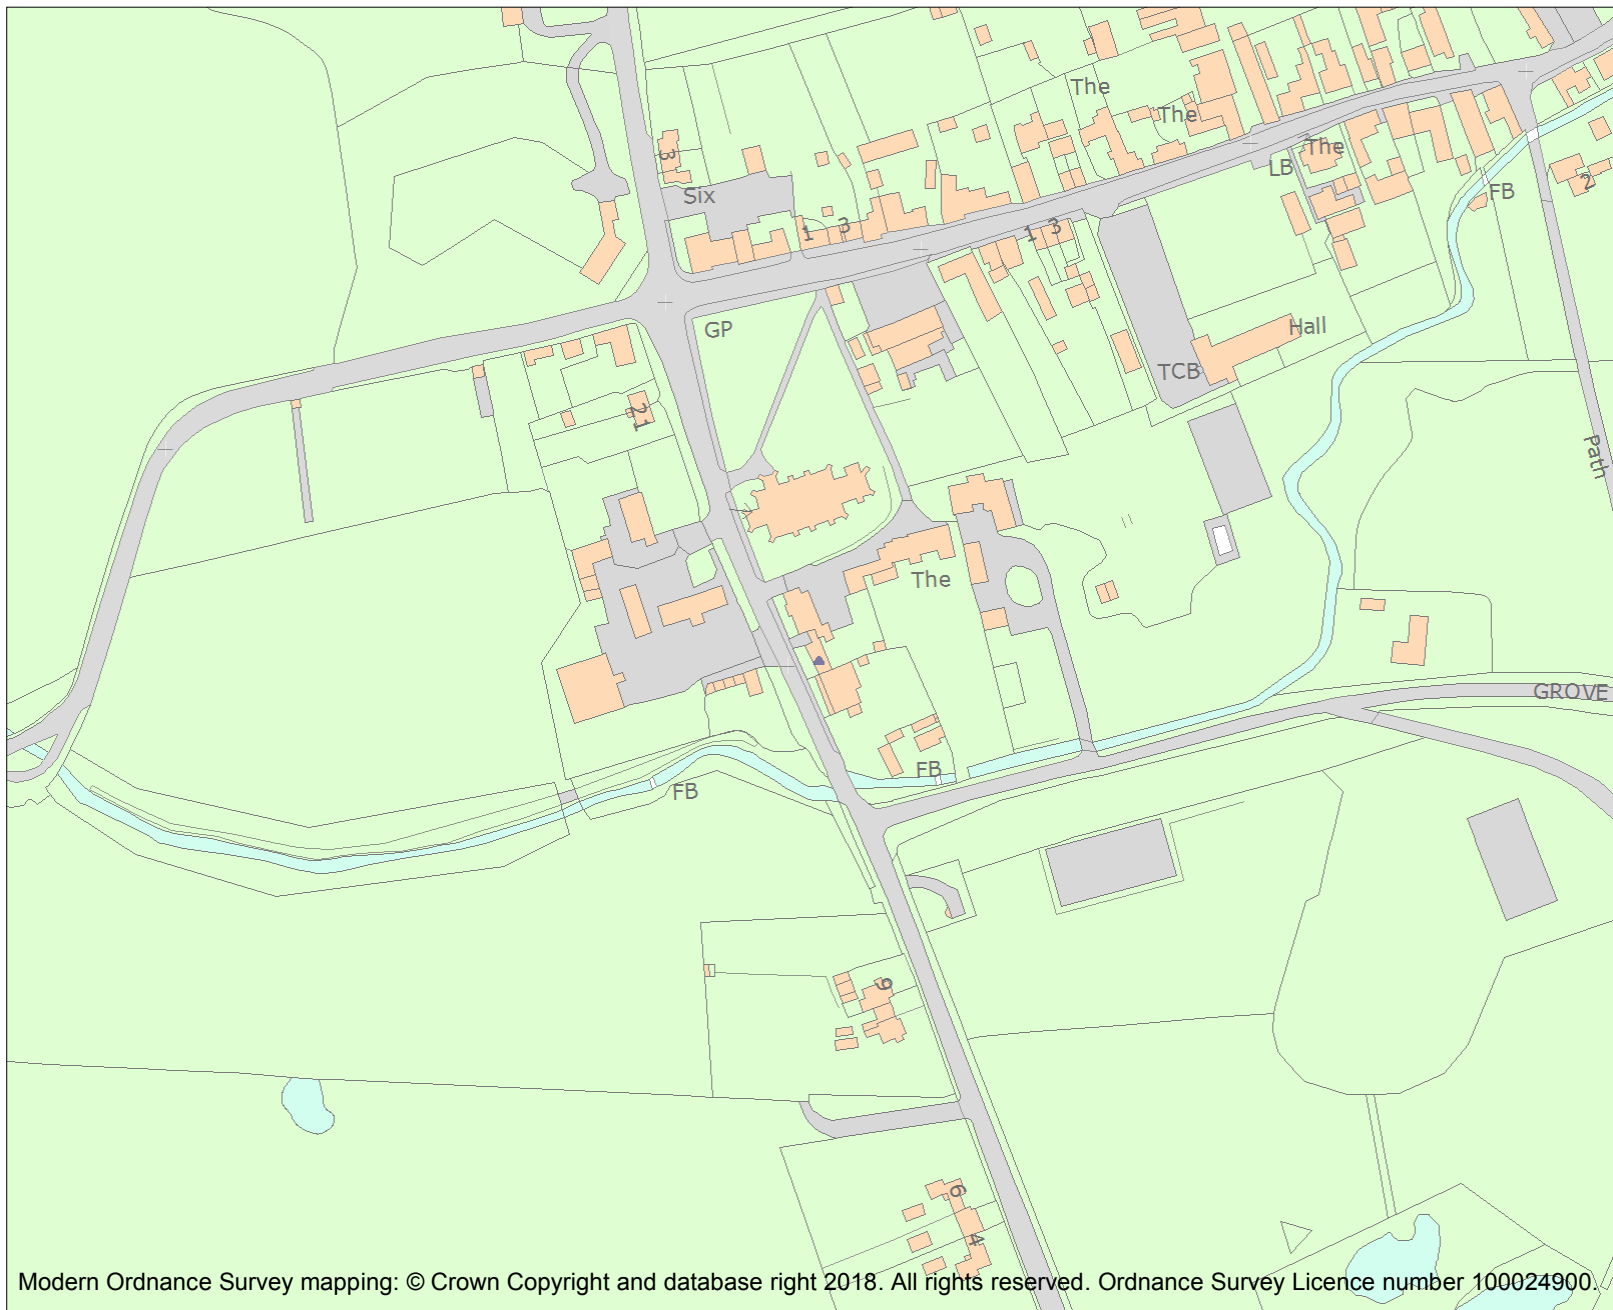 The
The
The
3
LB
2
Six
FB
1
3
1
3
GP
Hall
TCB
21
Path
The
GROVE
FB
FB
9
6
4
Modern Ordnance Survey mapping: © Crown Copyright and database right 2018. All rights reserved. Ordnance Survey Licence number 100024900.